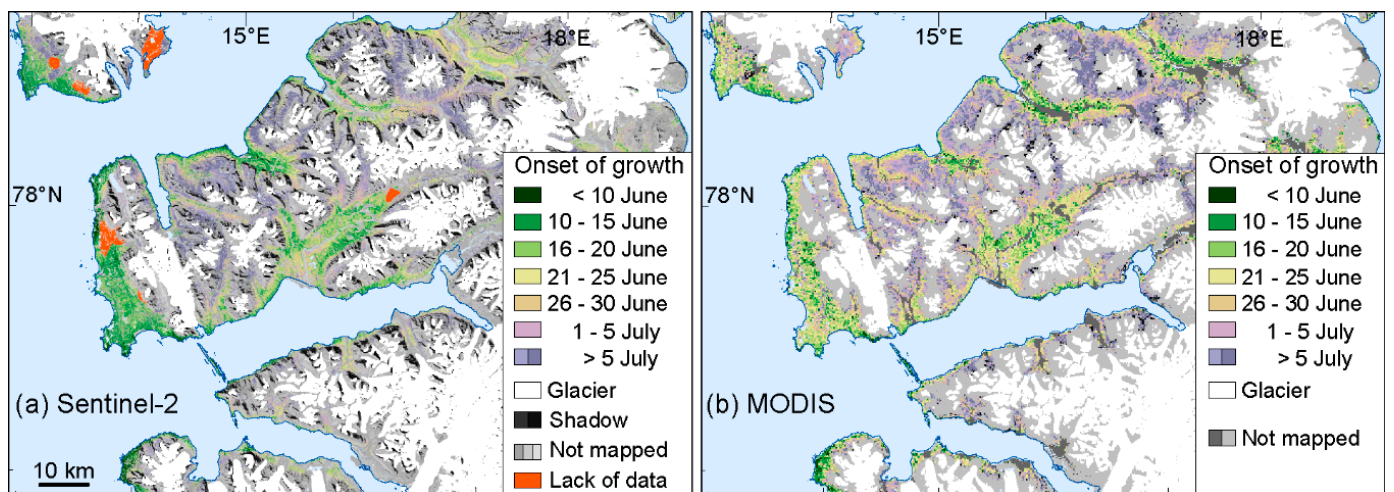 15°E
18°E
78°N
Onset of growth
< 10 June
10 - 15 June
16 - 20 June
21 - 25 June
26 - 30 June
1 - 5 July
> 5 July
Glacier
Shadow
Not mapped
Lack of data
(a) Sentinel-2
10 km
15°E
18°E
78°N
Onset of growth
< 10 June
10 - 15 June
16 - 20 June
21 - 25 June
26 - 30 June
1 - 5 July
> 5 July
Glacier
Not mapped
(b) MODIS